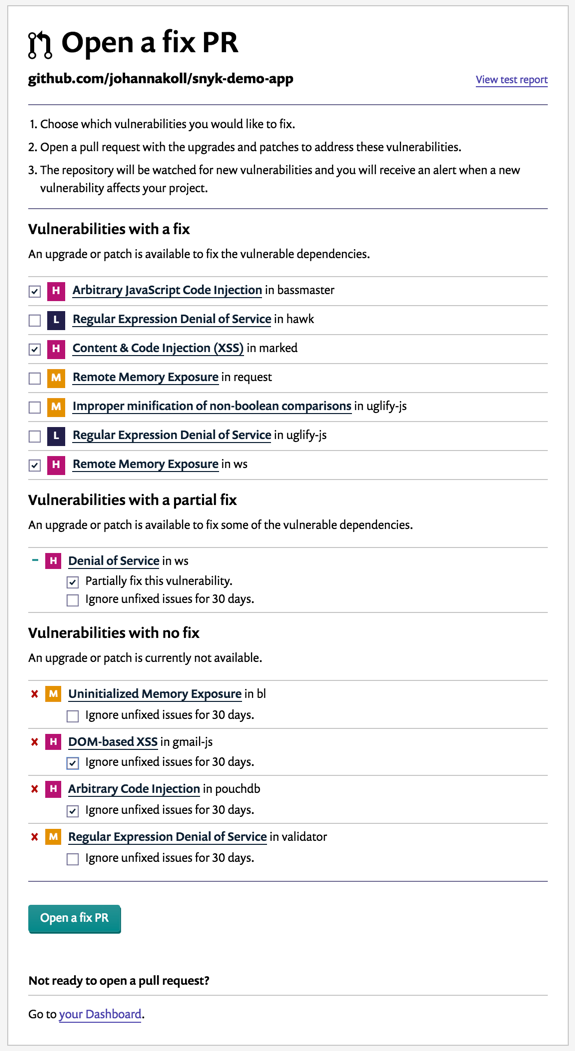 Open a fix PR
github.com/johannakoll/snyk-demo-app
View test report
1. Choose which vulnerabilities you would like to fix.
2. Open a pull request with the upgrades and patches to address these vulnerabilities.
3. The repository will be watched for new vulnerabilities and you will receive an alert when a new
vulnerability affects your project.
Vulnerabilities with a fix
An upgrade or patch is available to fix the vulnerable dependencies.
H Arbitrary JavaScript Code Injection in bassmaster
L Regular Expression Denial of Service in hawk
H Content & Code Injection (XSS) in marked
M Remote Memory Exposure in request
M Improper minification of non-boolean comparisons in uglify-js
L Regular Expression Denial of Service in uglify-js
H Remote Memory Exposure in ws
Vulnerabilities with a partial fix
An upgrade or patch is available to fix some of the vulnerable dependencies.
H Denial of Service in ws
Partially fix this vulnerability.
Ignore unfixed issues for 30 days.
Vulnerabilities with no fix
An upgrade or patch is currently not available.
M Uninitialized Memory Exposure in bl
Ignore unfixed issues for 30 days.
H DOM-based XSS in gmail-js
Ignore unfixed issues for 30 days.
H Arbitrary Code Injection in pouchdb
Ignore unfixed issues for 30 days.
M Regular Expression Denial of Service in validator
Ignore unfixed issues for 30 days.
Open a fix PR
Not ready to open a pull request?
Go to your Dashboard.